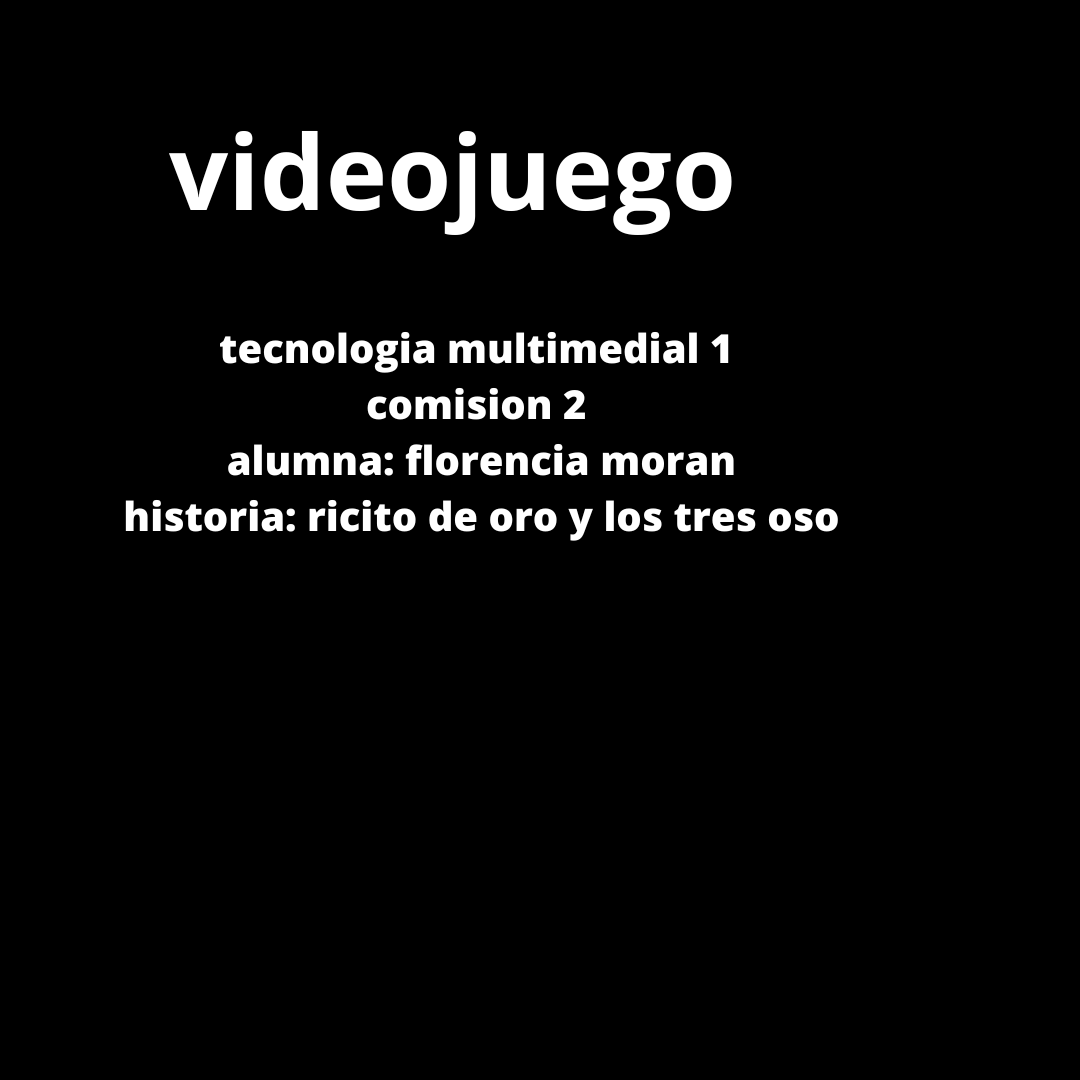 videojuego
tecnologia multimedial 1
comision 2
alumna: florencia moran
historia: ricito de oro y los tres oso